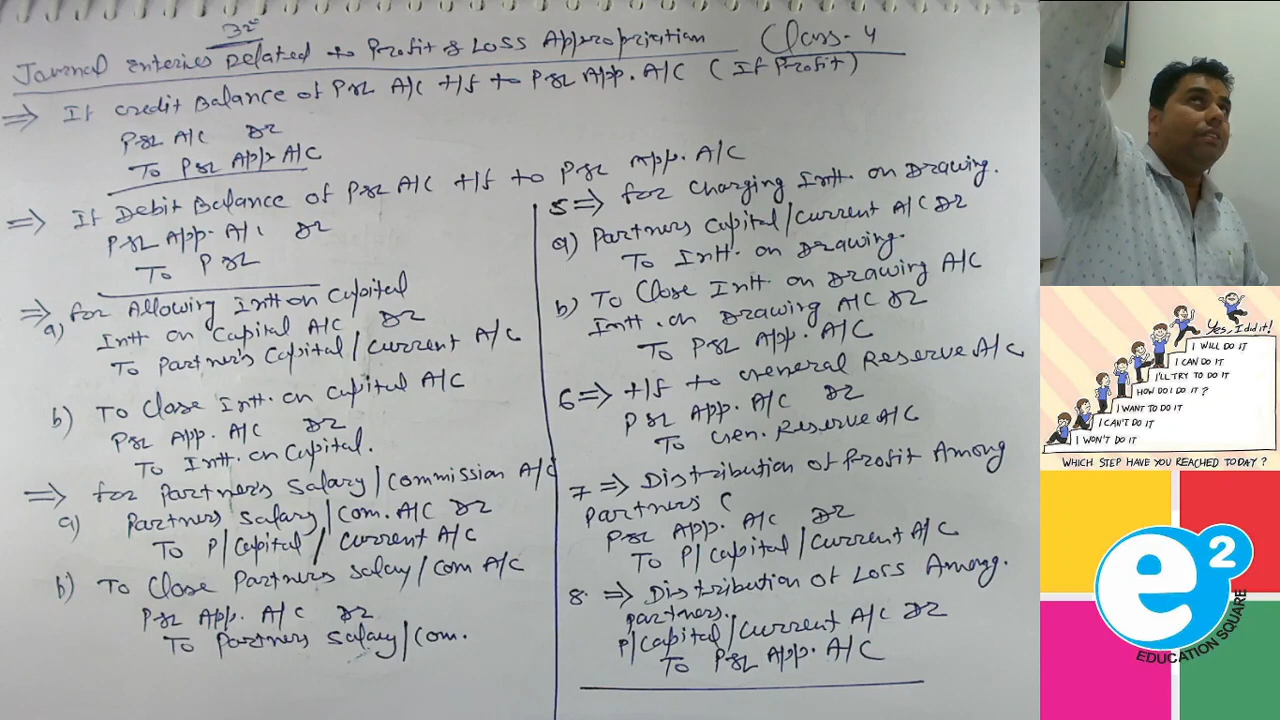 Journal enteries Related to Profit & Loss Appropriation Class-4
⇒ If credit Balance of P&L A/C t/f to P&L App. A/C (If Profit)
P&L A/C Dr
To P&L App. A/C
⇒ If Debit Balance of P&L A/C t/f to P&L App. A/C
P&L App. A/C Dr
To P&L
⇒ for Allowing Intt on Capital
a) Intt on Capital A/C Dr
To Partner's Capital/Current A/C
b) To Close Intt. on Capital A/C
P&L App. A/C Dr
To Intt. on Capital.
⇒ for Partner's Salary/Commission A/C
a) Partners Salary/Com. A/C Dr
To P/Capital/Current A/C
b) To Close Partners Salary/Com A/C
P&L App. A/C Dr
To Partners Salary/Com.
5 ⇒ for Charging Intt. on Drawing.
a) Partners Capital/Current A/C Dr
To Intt. on Drawing.
b) To Close Intt. on Drawing A/C
Intt. on Drawing A/C Dr
To P&L App. A/C
6 ⇒ t/f to General Reserve A/C
P&L App. A/C Dr
To Gen. Reserve A/C
7 ⇒ Distribution of Profit Among
Partners (
P&L App. A/C Dr
To P/Capital/Current A/C
8. ⇒ Distribution of Loss Among.
partners.
P/Capital/Current A/C Dr
To P&L App. A/C
Yes, I did it!
I WILL DO IT
I CAN DO IT
I'LL TRY TO DO IT
HOW DO I DO IT?
I WANT TO DO IT
I CAN'T DO IT
I WON'T DO IT
WHICH STEP HAVE YOU REACHED TODAY?
e2
EDUCATION SQUARE